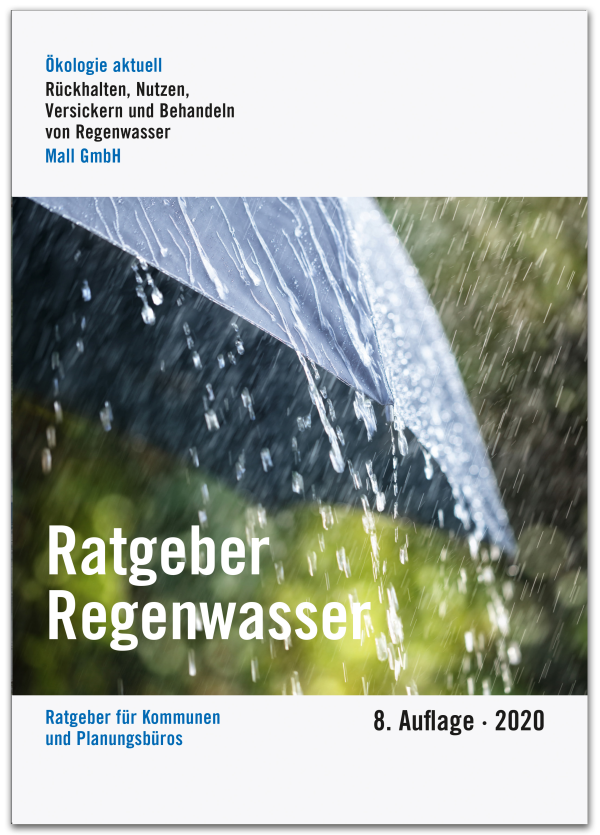 Ökologie aktuell
Rückhalten, Nutzen,
Versickern und Behandeln
von Regenwasser
Mall GmbH
Ratgeber
Regenwasser
Ratgeber für Kommunen
und Planungsbüros
8. Auflage · 2020